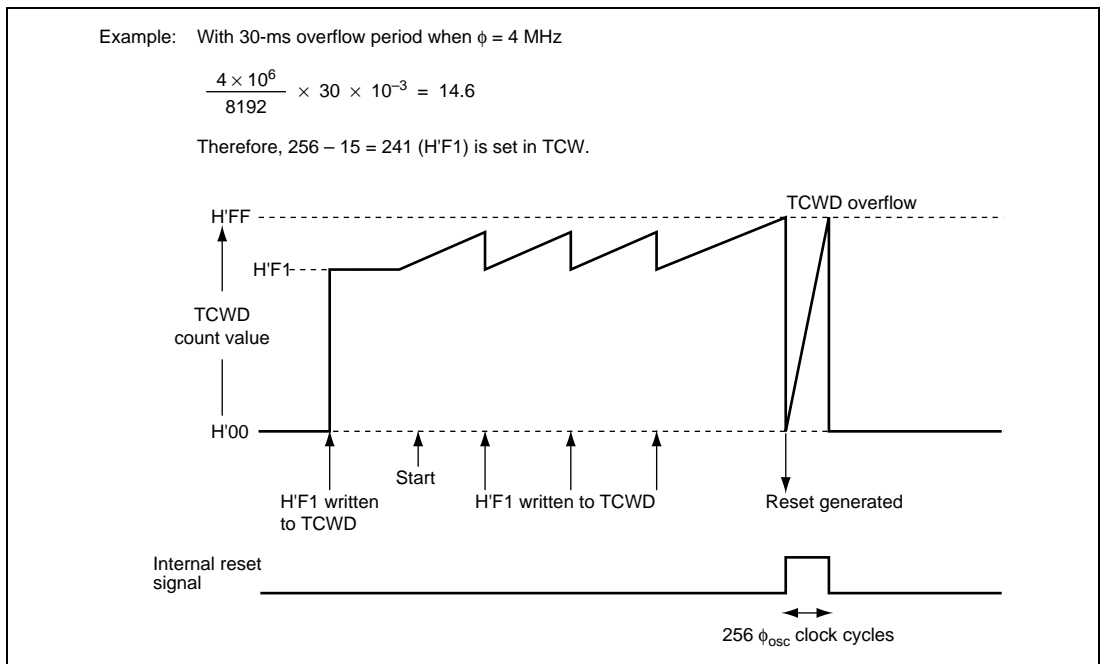 Example: With 30-ms overflow period when ϕ = 4 MHz
4 × 10⁶
8192
× 30 × 10⁻³ = 14.6
Therefore, 256 – 15 = 241 (H'F1) is set in TCW.
TCWD overflow
H'FF
H'F1
TCWD
count value
H'00
Start
H'F1 written
to TCWD
H'F1 written to TCWD
Reset generated
Internal reset
signal
256 ϕosc clock cycles